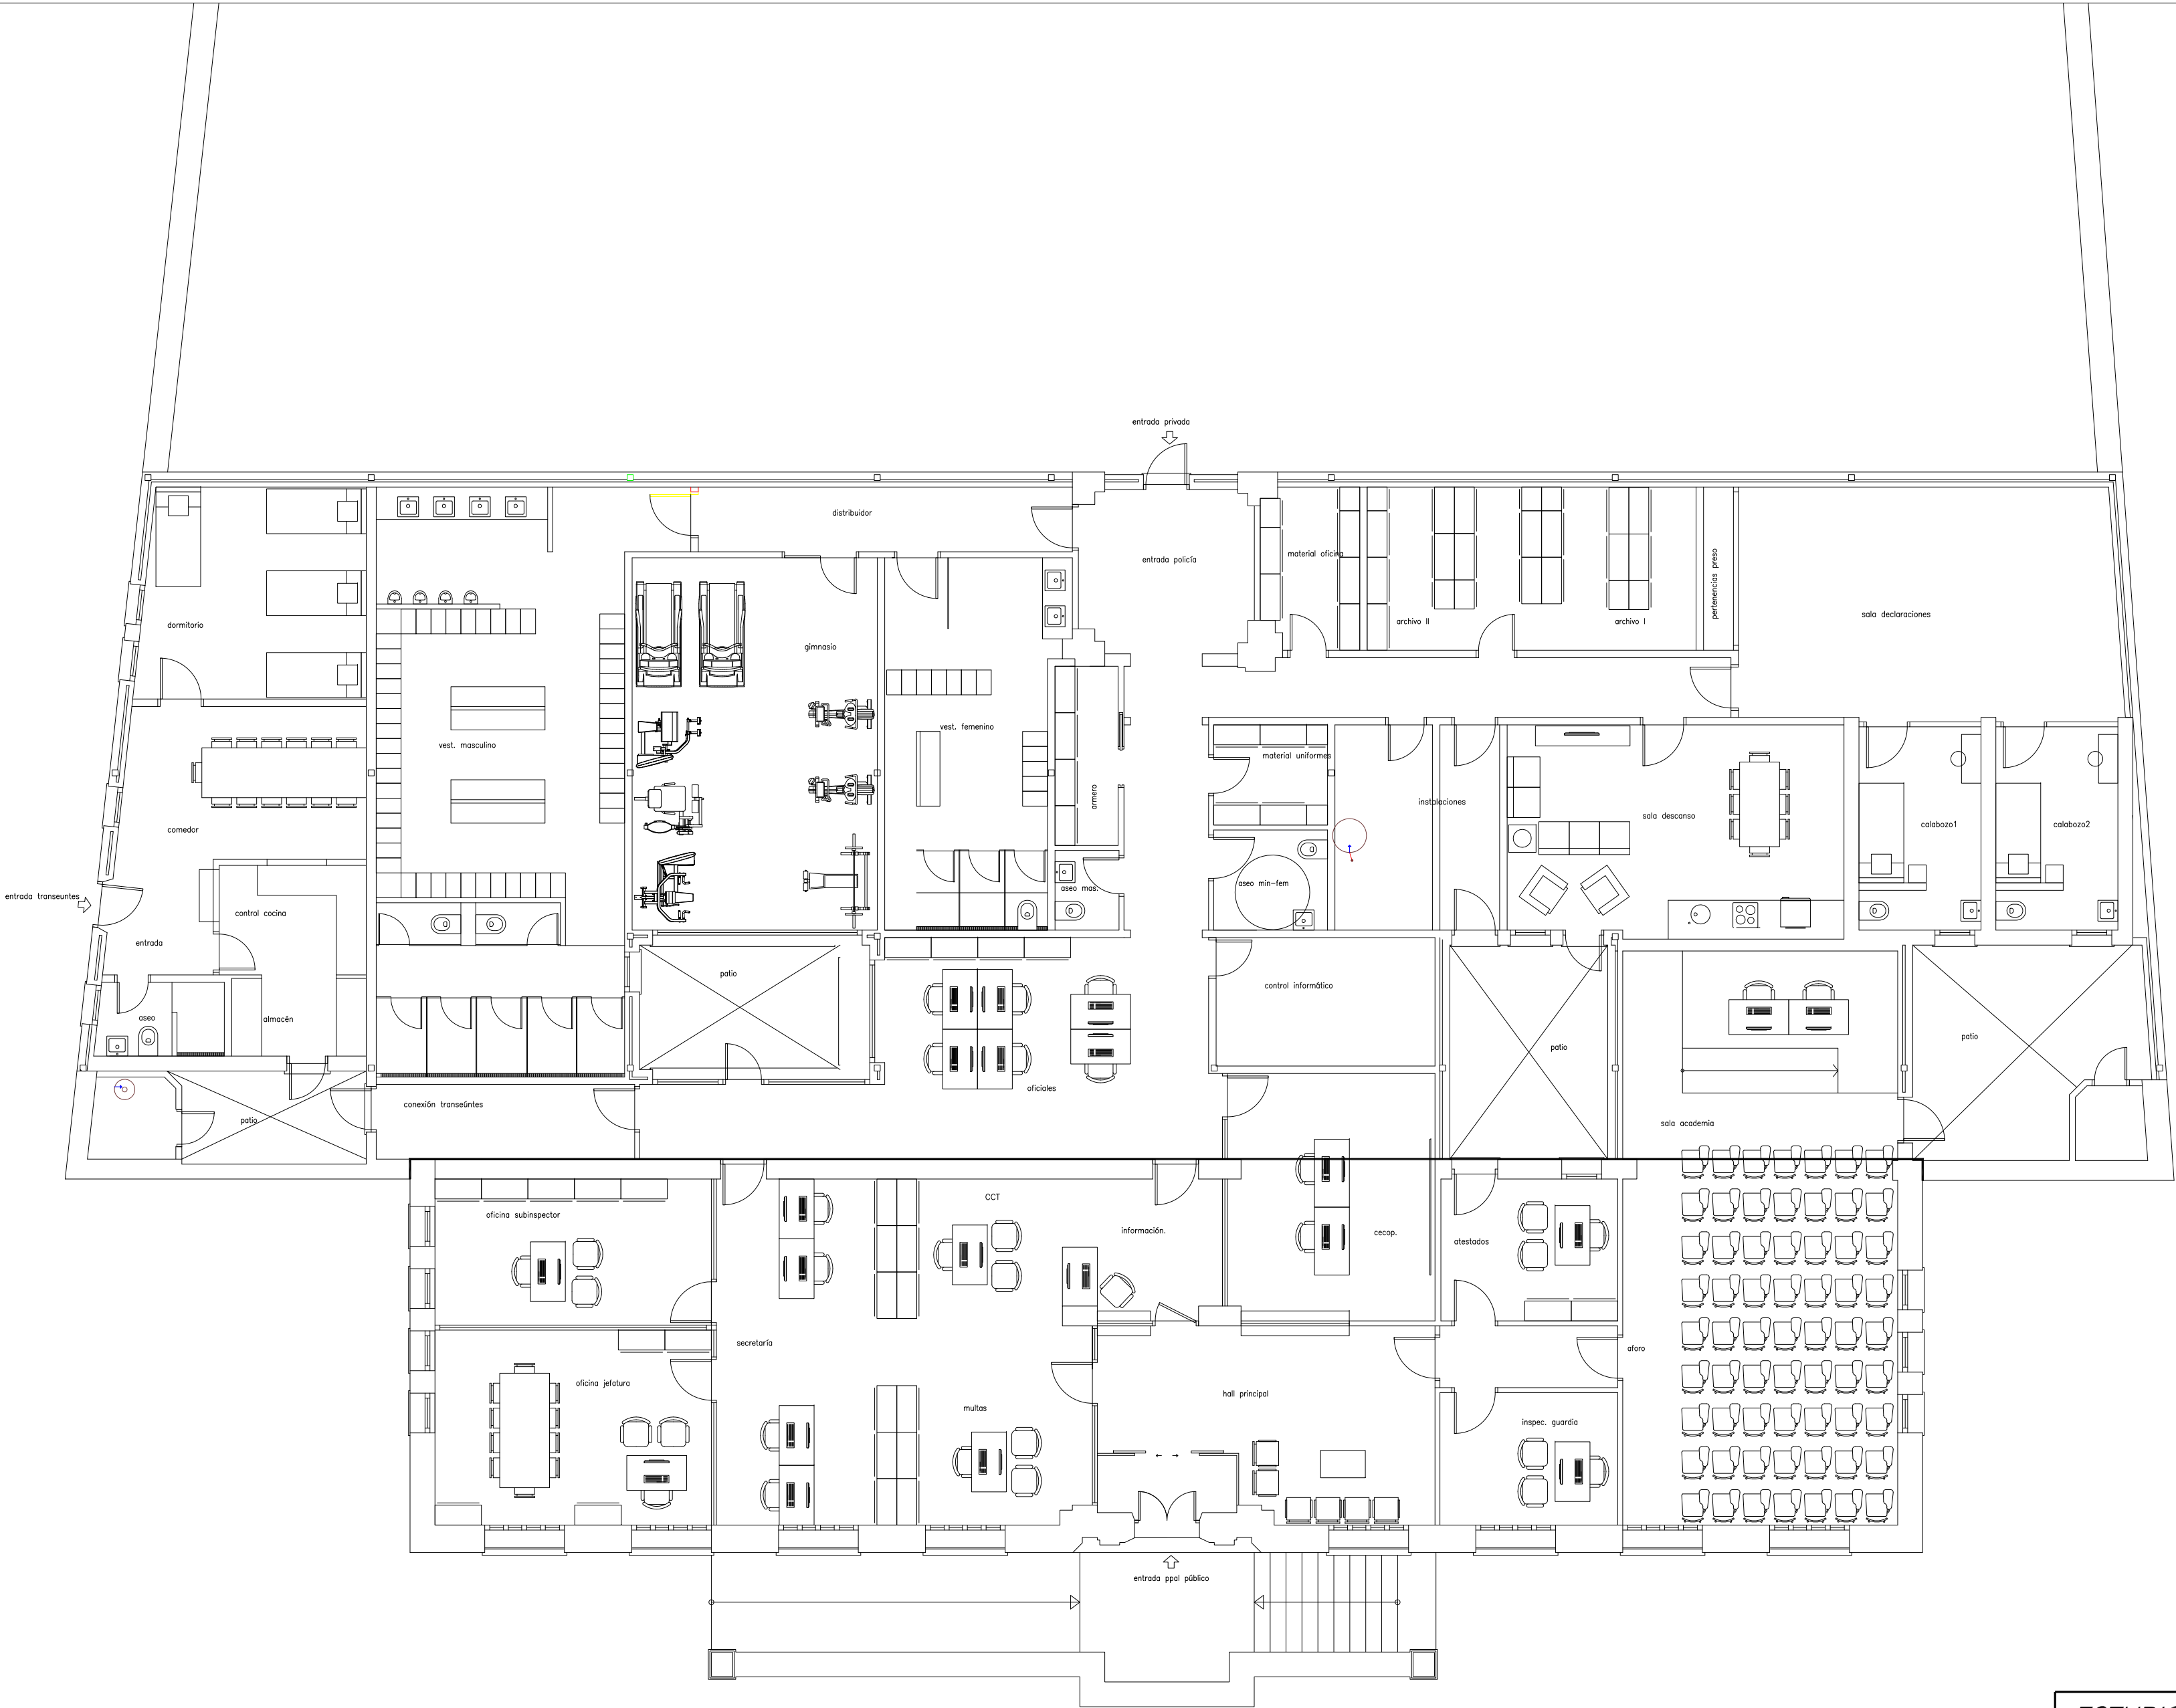 entrada privada
distribuidor
entrada policía
material oficina
archivo II
archivo I
pertenencias preso
sala declaraciones
dormitorio
gimnasio
vest. masculino
vest. femenino
armero
material uniformes
instalaciones
sala descanso
calabozo1
calabozo2
comedor
entrada transeuntes
control cocina
entrada
aseo mas.
aseo min-fem
aseo
almacén
patio
control informático
patio
patio
oficiales
conexión transeúntes
patio
sala academia
oficina subinspector
CCT
información.
cecop.
atestados
secretaría
aforo
oficina jefatura
hall principal
multas
inspec. guardia
entrada ppal público